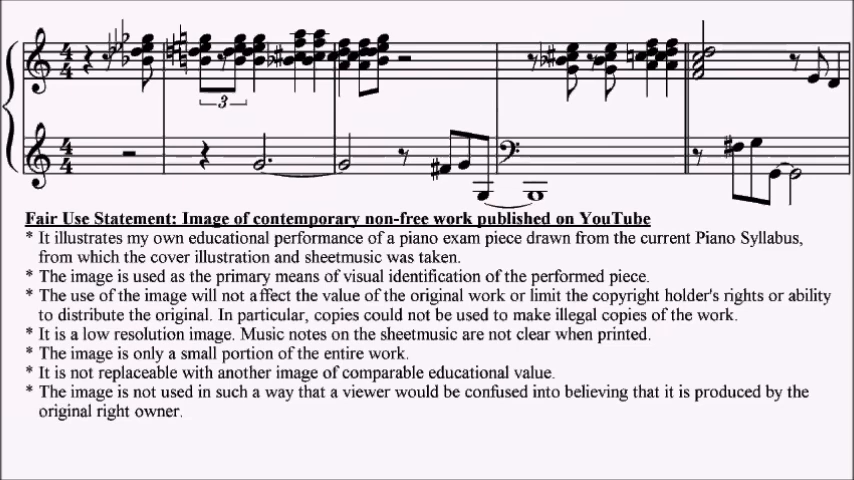 4 4
3
4 4
Fair Use Statement: Image of contemporary non-free work published on YouTube
* It illustrates my own educational performance of a piano exam piece drawn from the current Piano Syllabus,
from which the cover illustration and sheetmusic was taken.
* The image is used as the primary means of visual identification of the performed piece.
* The use of the image will not affect the value of the original work or limit the copyright holder's rights or ability
to distribute the original. In particular, copies could not be used to make illegal copies of the work.
* It is a low resolution image. Music notes on the sheetmusic are not clear when printed.
* The image is only a small portion of the entire work.
* It is not replaceable with another image of comparable educational value.
* The image is not used in such a way that a viewer would be confused into believing that it is produced by the
original right owner.